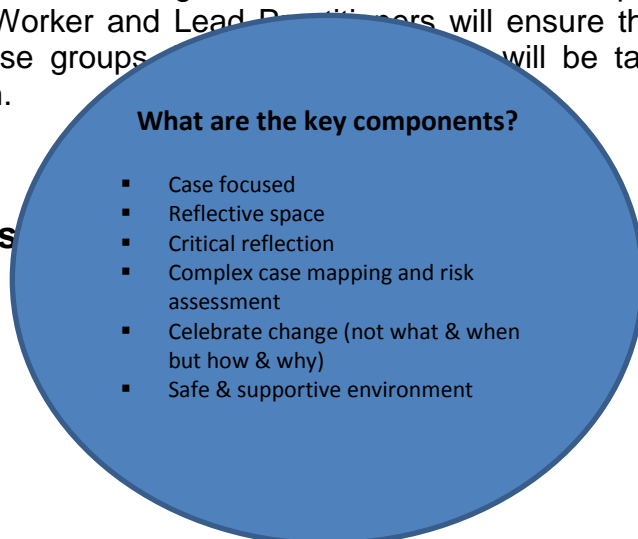 Worker and Lead Practitioners will ensure th
se groups will be ta
.
s
What are the key components?
▪ Case focused
▪ Reflective space
▪ Critical reflection
▪ Complex case mapping and risk
assessment
▪ Celebrate change (not what & when
but how & why)
▪ Safe & supportive environment